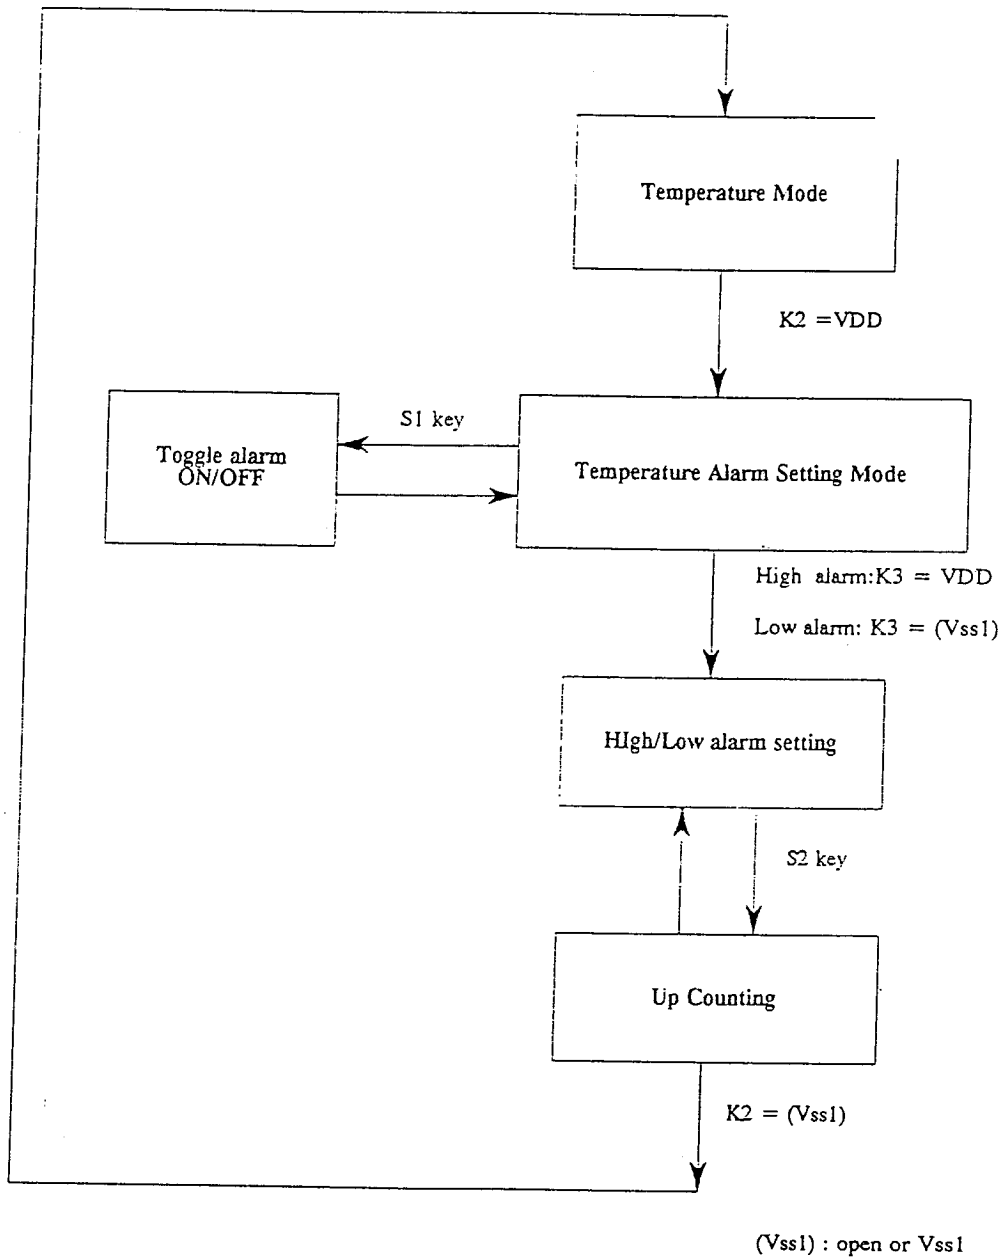 Temperature Mode
K2 =VDD
S1 key
Toggle alarm
ON/OFF
Temperature Alarm Setting Mode
High alarm:K3 = VDD
Low alarm: K3 = (Vss1)
HIgh/Low alarm setting
S2 key
Up Counting
K2 = (Vss1)
(Vss1) : open or Vss1